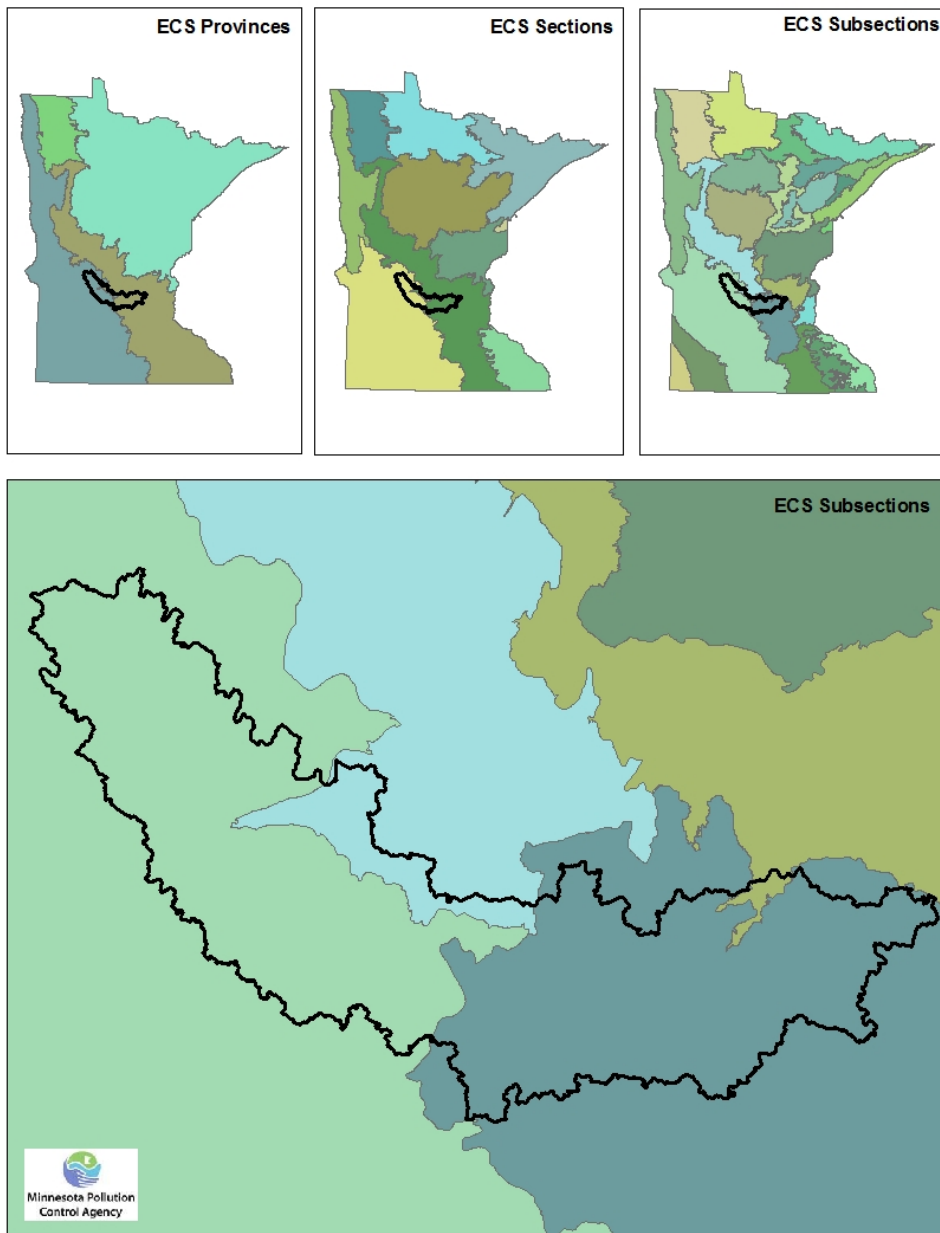 ECS Provinces
ECS Sections
ECS Subsections
ECS Subsections
Minnesota Pollution
Control Agency